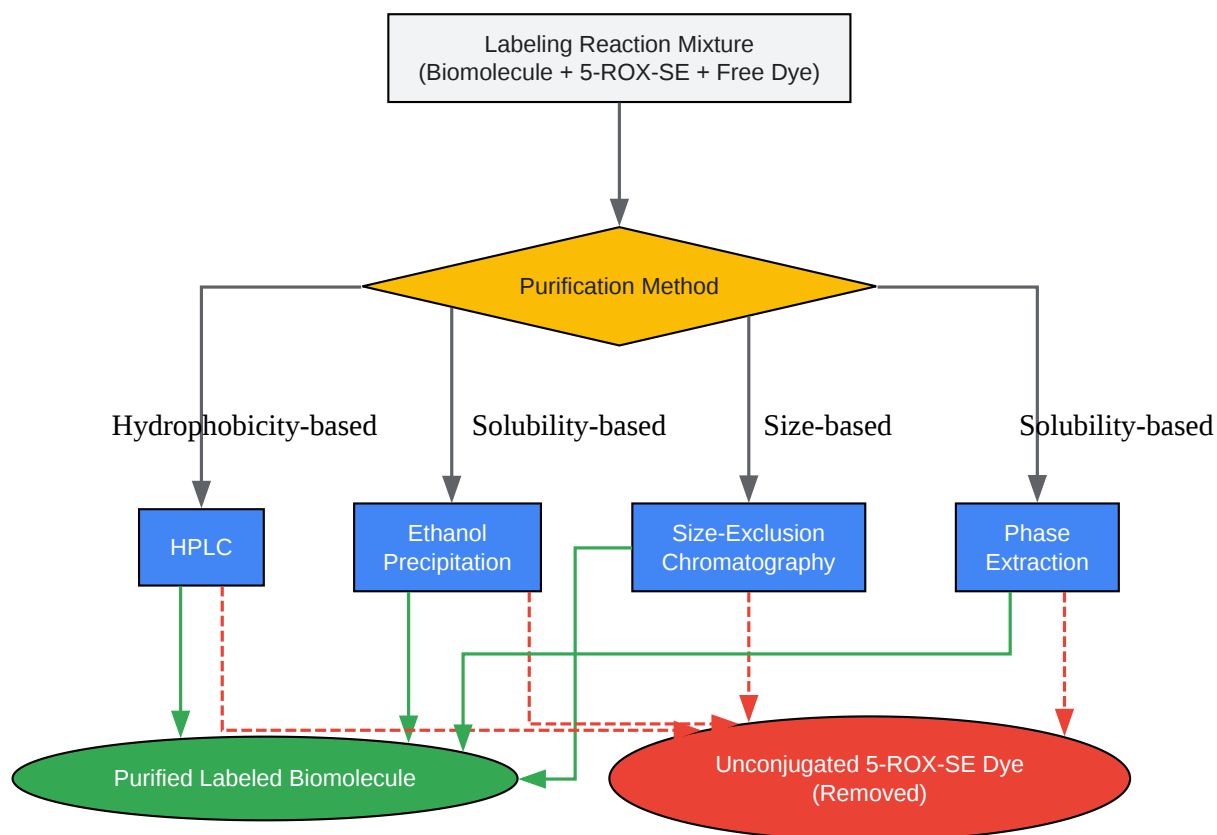 Labeling Reaction Mixture
(Biomolecule + 5-ROX-SE + Free Dye)
Purification Method
Hydrophobicity-based
Solubility-based
Size-based
Solubility-based
HPLC
Ethanol
Precipitation
Size-Exclusion
Chromatography
Phase
Extraction
Purified Labeled Biomolecule
Unconjugated 5-ROX-SE Dye
(Removed)